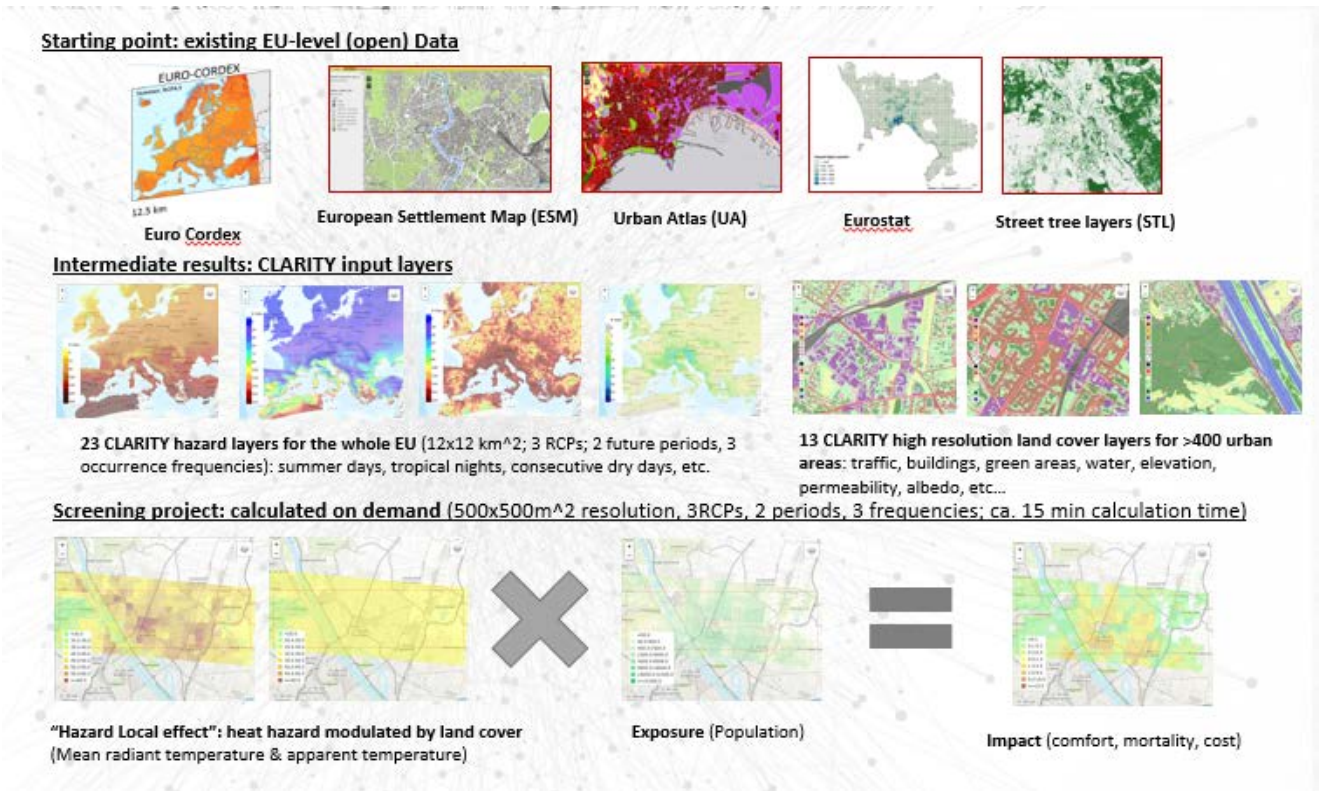 Starting point: existing EU-level (open) Data
EURO-CORDEX
12.5 km
Euro Cordex
European Settlement Map (ESM)
Urban Atlas (UA)
Eurostat
Street tree layers (STL)
Intermediate results: CLARITY input layers
23 CLARITY hazard layers for the whole EU (12x12 km^2; 3 RCPs; 2 future periods, 3
occurrence frequencies): summer days, tropical nights, consecutive dry days, etc.
13 CLARITY high resolution land cover layers for >400 urban
areas: traffic, buildings, green areas, water, elevation,
permeability, albedo, etc...
Screening project: calculated on demand (500x500m^2 resolution, 3RCPs, 2 periods, 3 frequencies; ca. 15 min calculation time)
"Hazard Local effect": heat hazard modulated by land cover
(Mean radiant temperature & apparent temperature)
Exposure (Population)
Impact (comfort, mortality, cost)